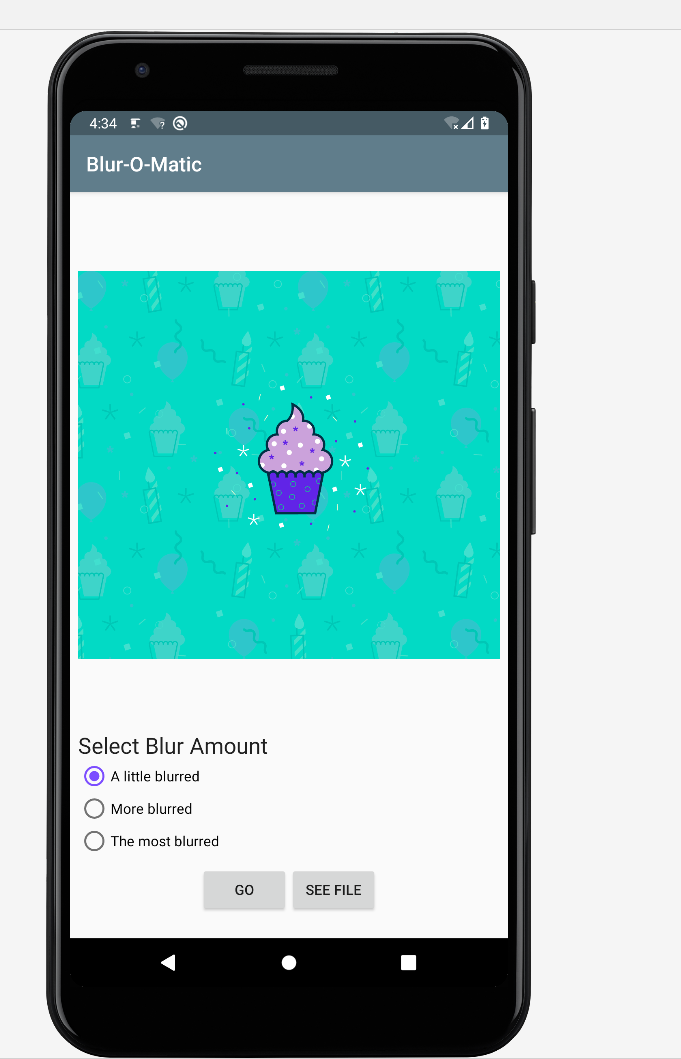 4:34
Blur-O-Matic
Select Blur Amount
A little blurred
More blurred
The most blurred
GO SEE FILE